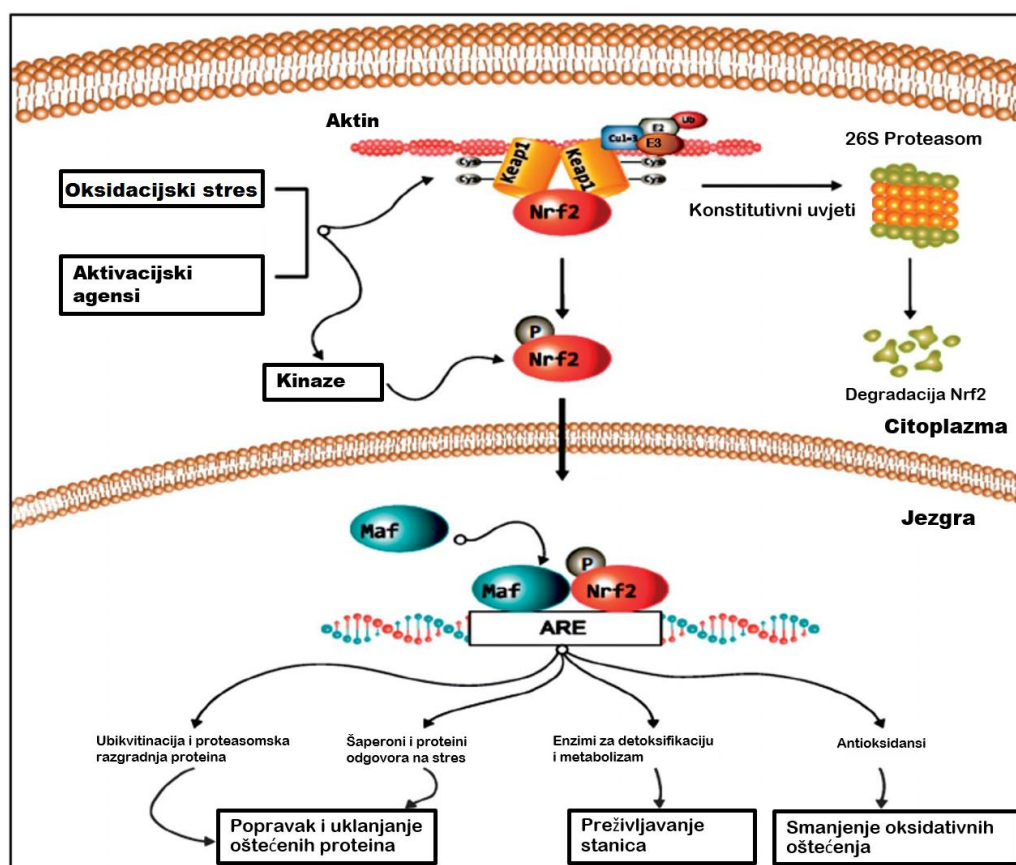 Aktin
Cul-3
E2
Ub
E3
26S Proteasom
Keap1
Keap1
Cys
Cys
Cys
Cys
Nrf2
Oksidacijski stres
Aktivacijski
agensi
Konstitutivni uvjeti
P
Nrf2
Kinaze
Degradacija Nrf2
Citoplazma
Jezgra
Maf
P
Maf
Nrf2
ARE
Ubikvitinacija i proteasomska
razgradnja proteina
Šaperoni i proteini
odgovora na stres
Enzimi za detoksifikaciju
i metabolizam
Antioksidansi
Popravak i uklanjanje
oštećenih proteina
Preživljavanje
stanica
Smanjenje oksidativnih
oštećenja